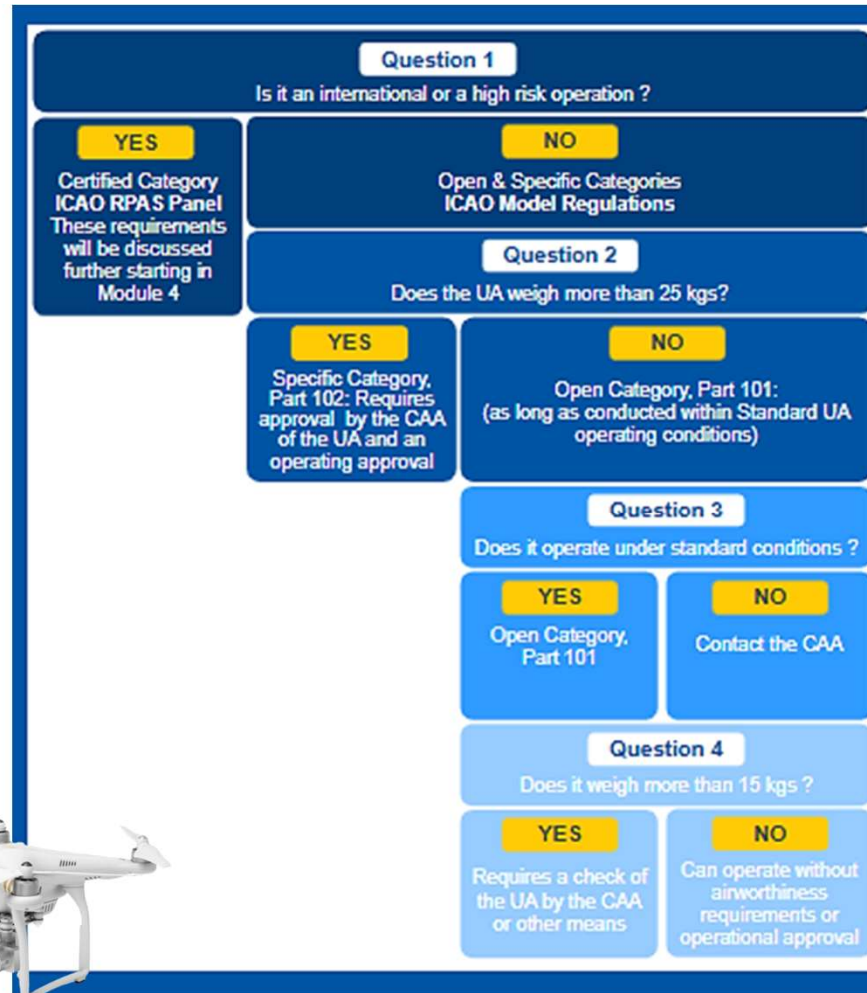 Question 1
Is it an international or a high risk operation ?
YES
Certified Category
ICAO RPAS Panel
These requirements
will be discussed
further starting in
Module 4
NO
Open & Specific Categories
ICAO Model Regulations
Question 2
Does the UA weigh more than 25 kgs?
YES
Specific Category,
Part 102: Requires
approval by the CAA
of the UA and an
operating approval
NO
Open Category, Part 101:
(as long as conducted within Standard UA
operating conditions)
Question 3
Does it operate under standard conditions ?
YES
Open Category,
Part 101
NO
Contact the CAA
Question 4
Does it weigh more than 15 kgs ?
YES
Requires a check of
the UA by the CAA
or other means
NO
Can operate without
airworthiness
requirements or
operational approval